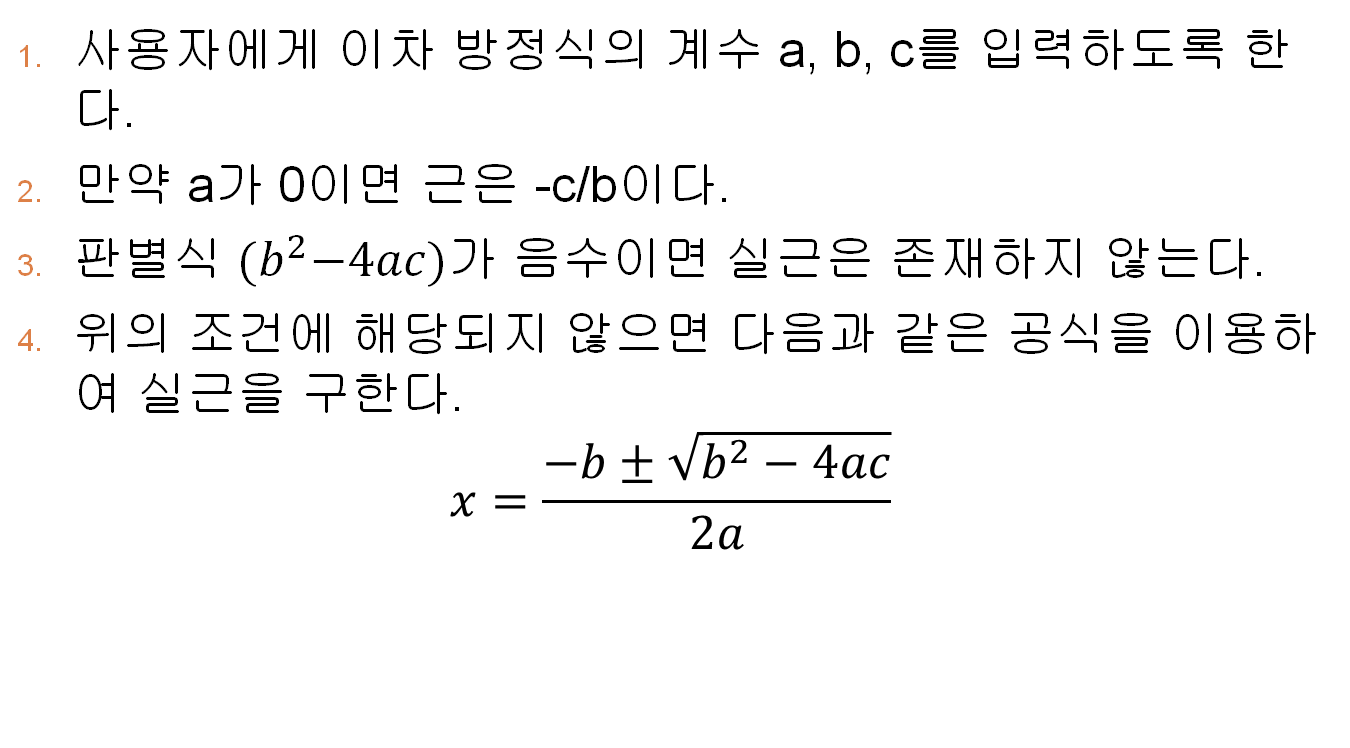 1. 사용자에게 이차 방정식의 계수 a, b, c를 입력하도록 한
다.
2. 만약 a가 0이면 근은 -c/b이다.
3. 판별식 (b²−4ac)가 음수이면 실근은 존재하지 않는다.
4. 위의 조건에 해당되지 않으면 다음과 같은 공식을 이용하
여 실근을 구한다.
x = (−b ± √(b² − 4ac)) / 2a